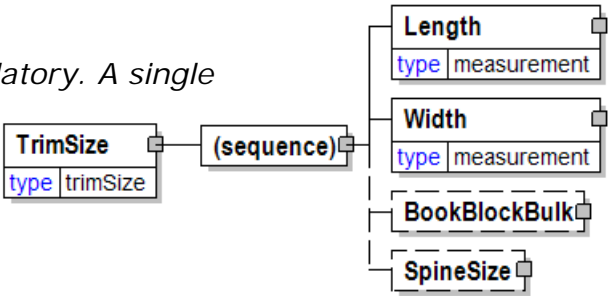 Length
type measurement
latory. A single
Width
type measurement
TrimSize
type trimSize
(sequence)
BookBlockBulk
SpineSize